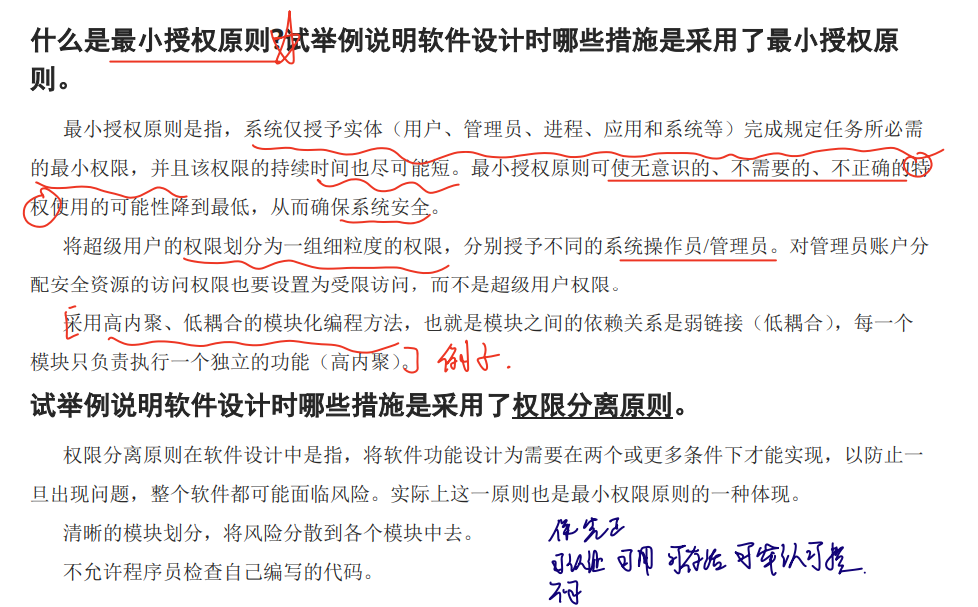 什么是最小授权原则?试举例说明软件设计时哪些措施是采用了最小授权原
则。
最小授权原则是指，系统仅授予实体（用户、管理员、进程、应用和系统等）完成规定任务所必需
的最小权限，并且该权限的持续时间也尽可能短。最小授权原则可使无意识的、不需要的、不正确的特
权使用的可能性降到最低，从而确保系统安全。
将超级用户的权限划分为一组细粒度的权限，分别授予不同的系统操作员/管理员。对管理员账户分
配安全资源的访问权限也要设置为受限访问，而不是超级用户权限。
采用高内聚、低耦合的模块化编程方法，也就是模块之间的依赖关系是弱链接（低耦合），每一个
模块只负责执行一个独立的功能（高内聚）。 例子.
试举例说明软件设计时哪些措施是采用了权限分离原则。
权限分离原则在软件设计中是指，将软件功能设计为需要在两个或更多条件下才能实现，以防止一
旦出现问题，整个软件都可能面临风险。实际上这一原则也是最小权限原则的一种体现。
清晰的模块划分，将风险分散到各个模块中去。
不允许程序员检查自己编写的代码。
可用